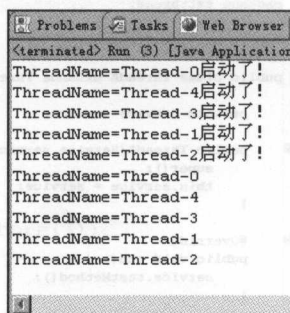 Problems Tasks Web Browser
<terminated> Run (3) [Java Application
ThreadName=Thread-0启动了!
ThreadName=Thread-4启动了!
ThreadName=Thread-3启动了!
ThreadName=Thread-1启动了!
ThreadName=Thread-2启动了!
ThreadName=Thread-0
ThreadName=Thread-4
ThreadName=Thread-3
ThreadName=Thread-1
ThreadName=Thread-2